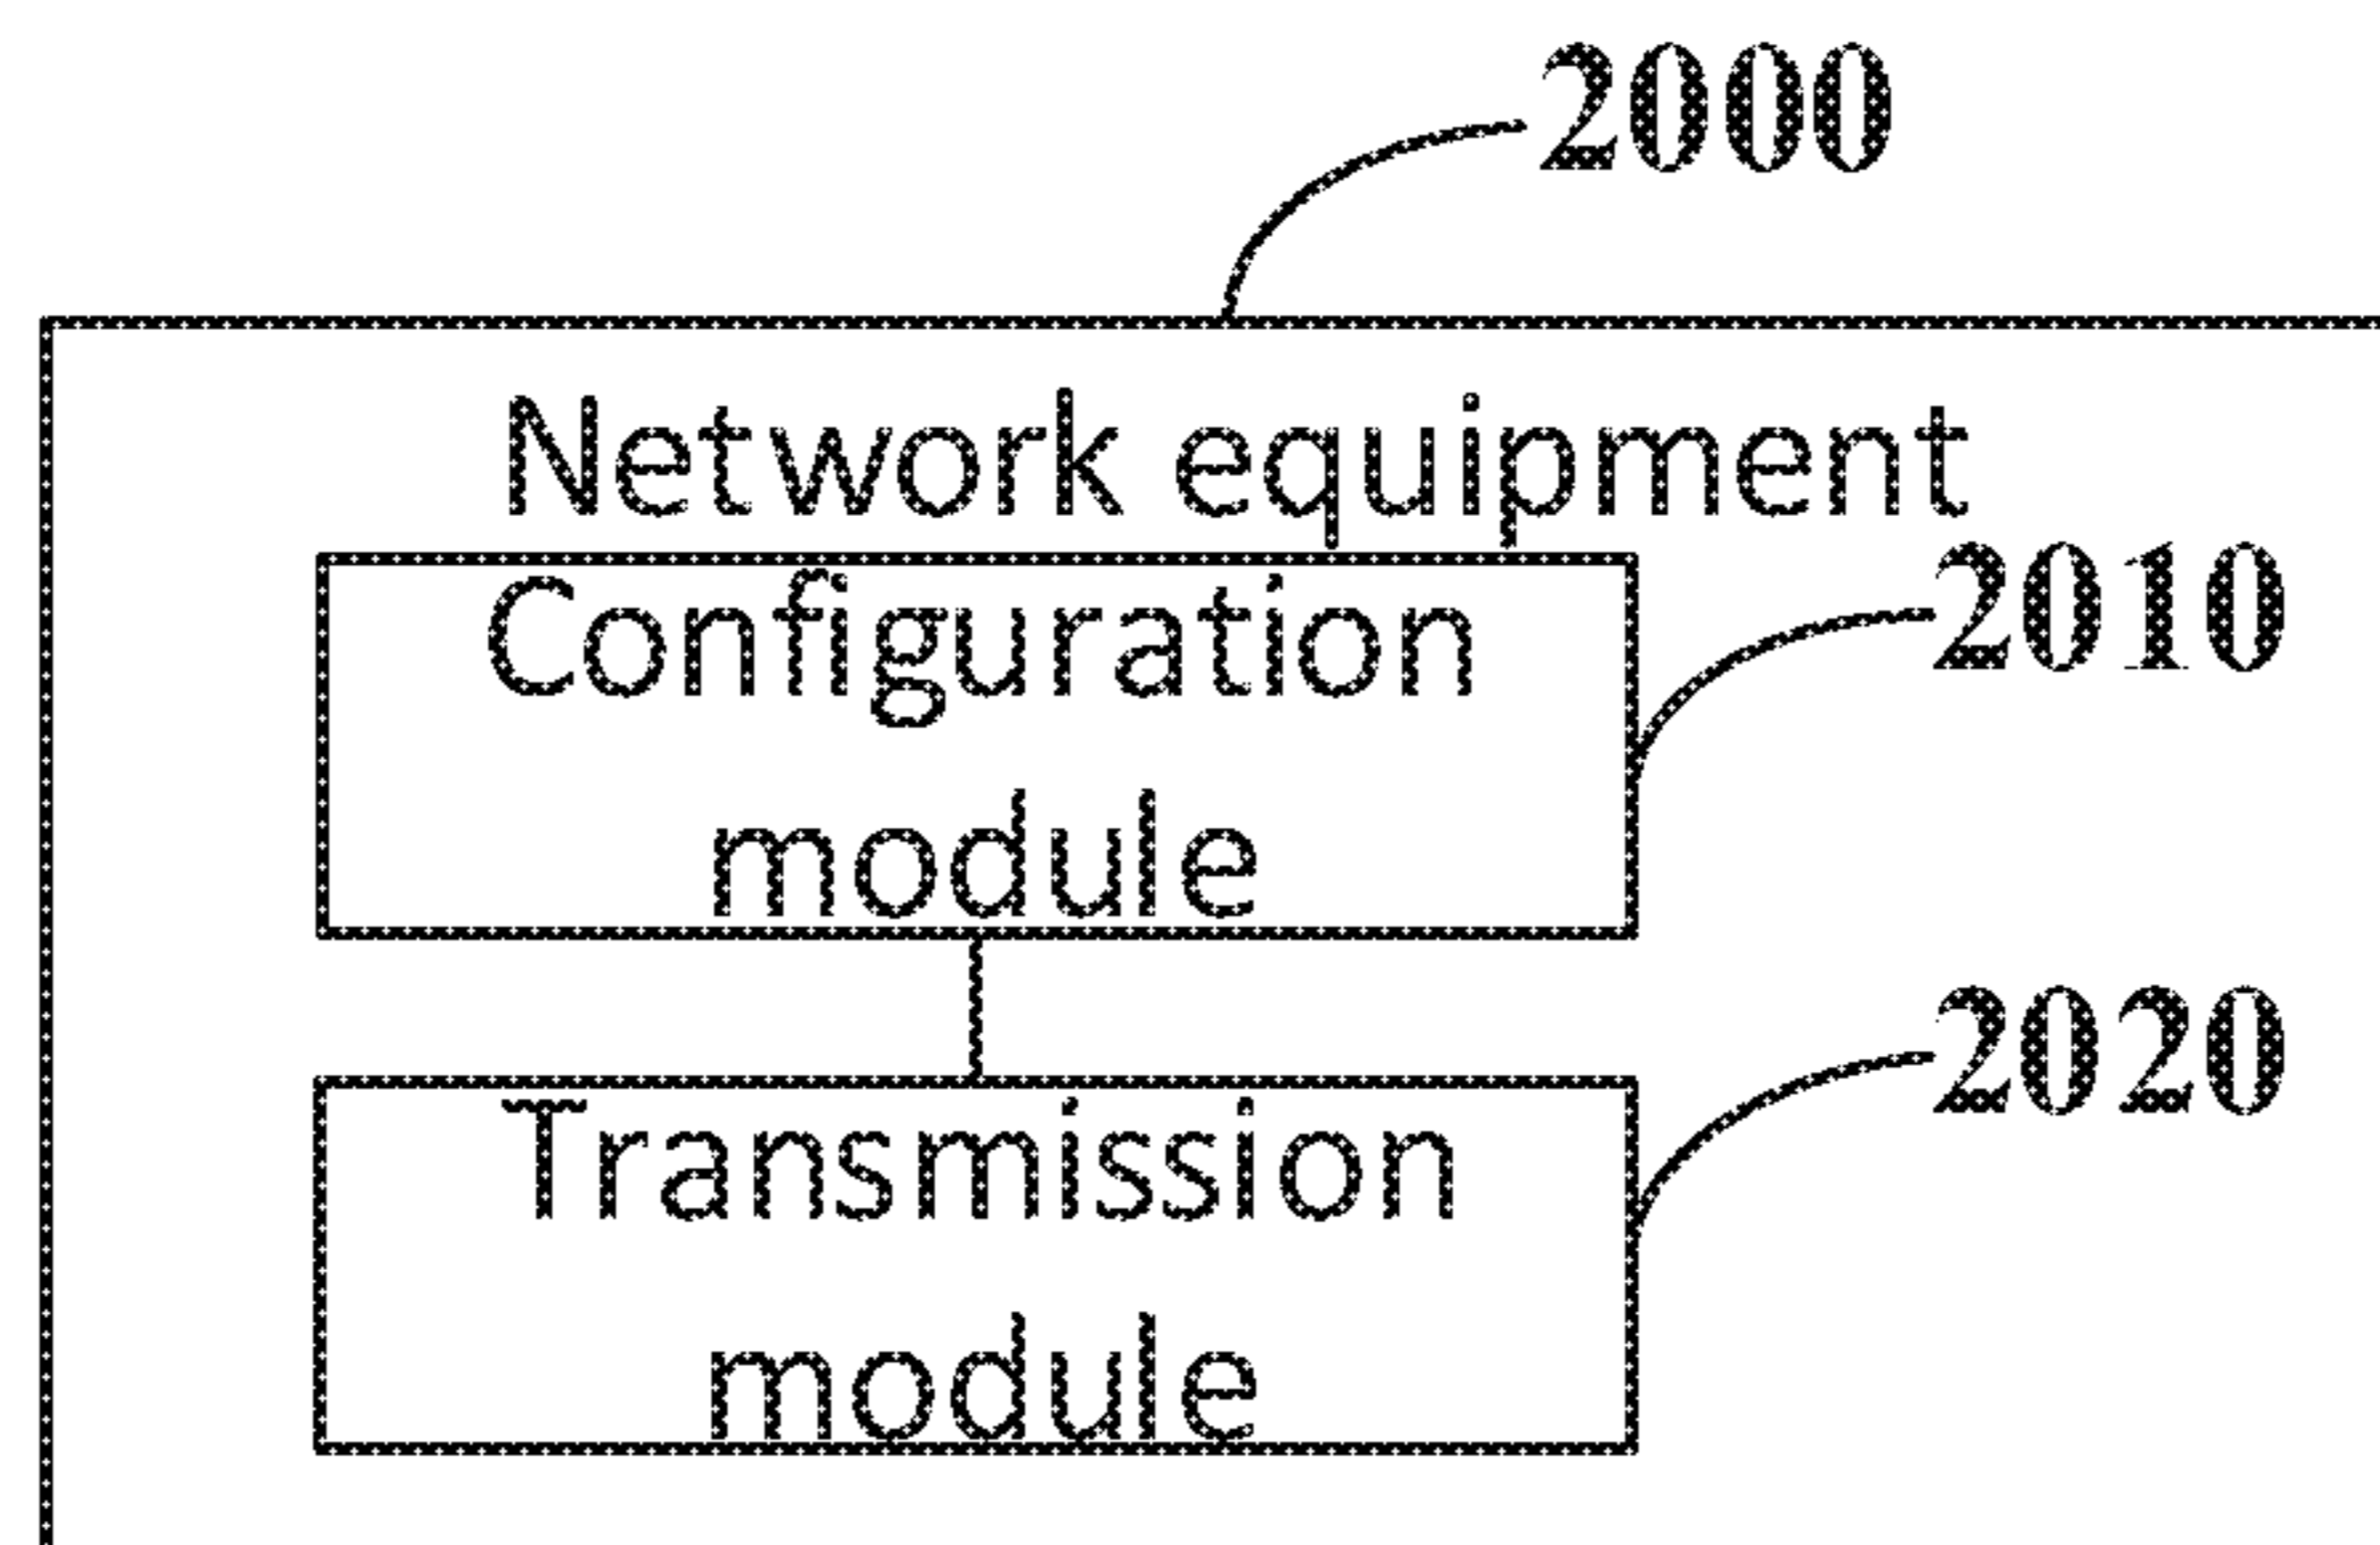 2000
Network equipment
Configuration
module
2010
Transmission
module
2020